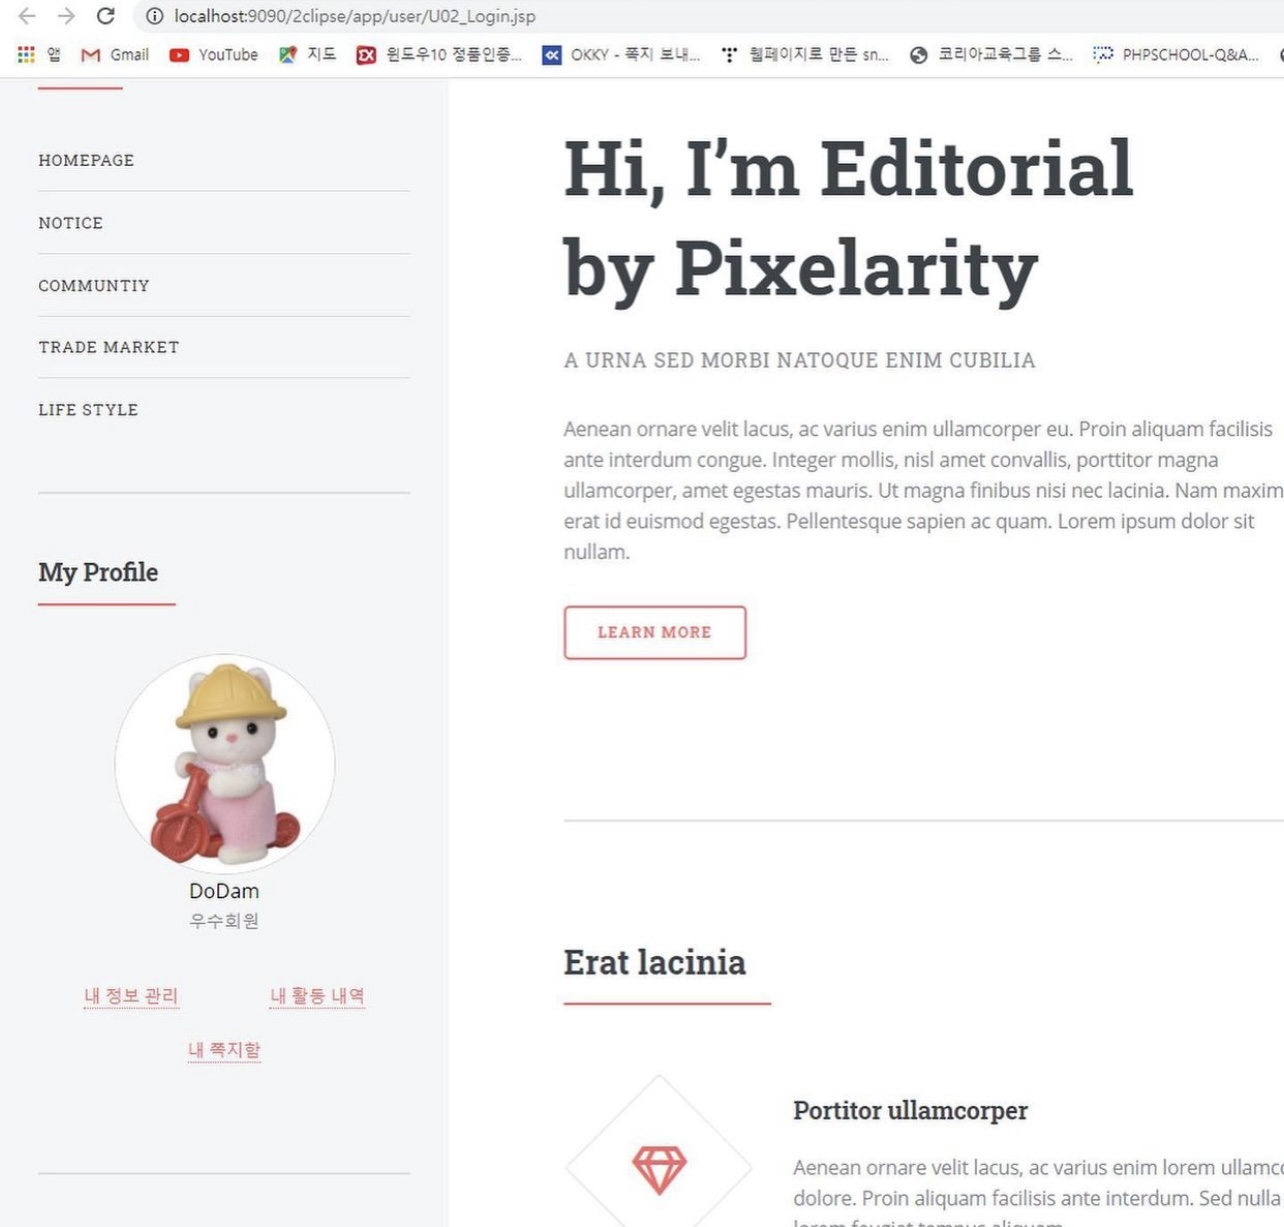 localhost:9090/2clipse/app/user/U02_Login.jsp
앱 Gmail YouTube 지도 윈도우10 정품인증... OKKY - 쪽지 보내... 웹페이지로 만든 sn... 코리아교육그룹 스... PHPSCHOOL-Q&A...
HOMEPAGE
NOTICE
COMMUNTIY
TRADE MARKET
LIFE STYLE
My Profile
DoDam
우수회원
내 정보 관리 내 활동 내역
내 쪽지함
Hi, I’m Editorial
by Pixelarity
A URNA SED MORBI NATOQUE ENIM CUBILIA
Aenean ornare velit lacus, ac varius enim ullamcorper eu. Proin aliquam facilisis
ante interdum congue. Integer mollis, nisl amet convallis, porttitor magna
ullamcorper, amet egestas mauris. Ut magna finibus nisi nec lacinia. Nam maxim
erat id euismod egestas. Pellentesque sapien ac quam. Lorem ipsum dolor sit
nullam.
LEARN MORE
Erat lacinia
Portitor ullamcorper
Aenean ornare velit lacus, ac varius enim lorem ullamco
dolore. Proin aliquam facilisis ante interdum. Sed nulla
lorem feugiat tempus aliquam